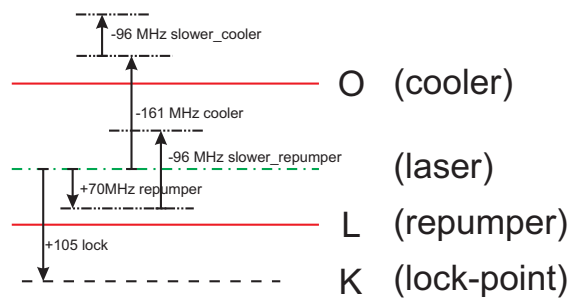 -96 MHz slower_cooler
O (cooler)
-161 MHz cooler
-96 MHz slower_repumper
(laser)
+70MHz repumper
L (repumper)
+105 lock
K (lock-point)